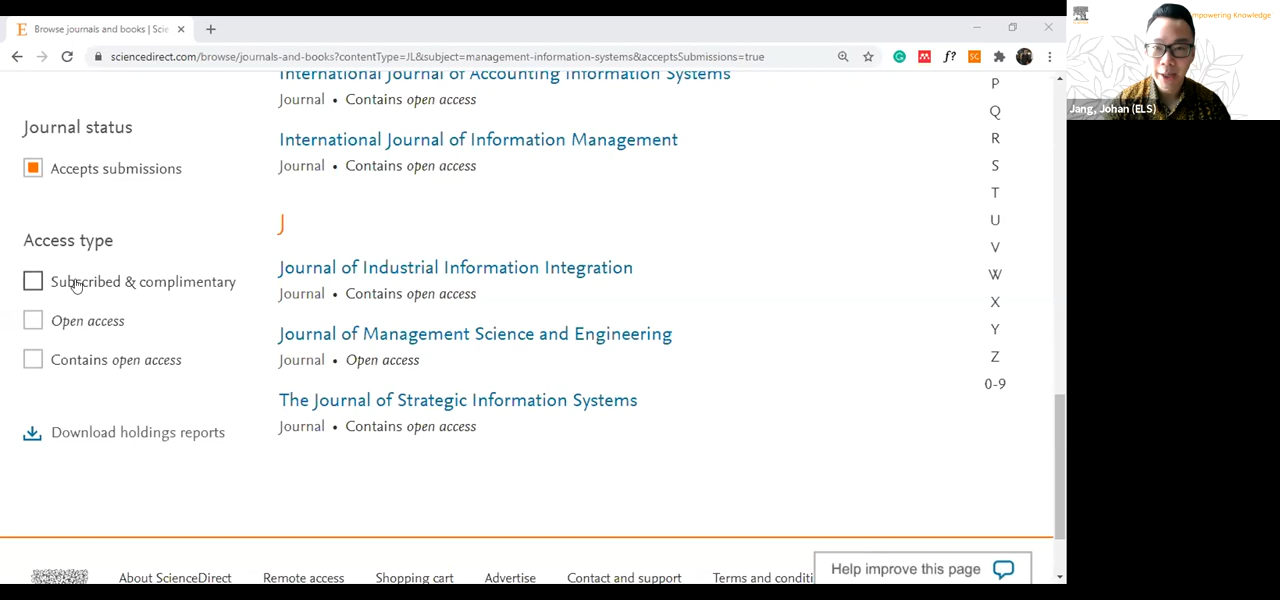 Browse journals and books | Scie
sciencedirect.com/browse/journals-and-books?contentType=JL&subject=management-information-systems&acceptsSubmissions=true
Empowering Knowledge
Jang, Johan (ELS)
International Journal of Accounting Information Systems
Journal • Contains open access
Journal status
Accepts submissions
International Journal of Information Management
Journal • Contains open access
J
Access type
Subscribed & complimentary
Open access
Contains open access
Journal of Industrial Information Integration
Journal • Contains open access
Journal of Management Science and Engineering
Journal • Open access
The Journal of Strategic Information Systems
Journal • Contains open access
Download holdings reports
P
Q
R
S
T
U
V
W
X
Y
Z
0-9
About ScienceDirect
Remote access
Shopping cart
Advertise
Contact and support
Terms and conditi
Help improve this page